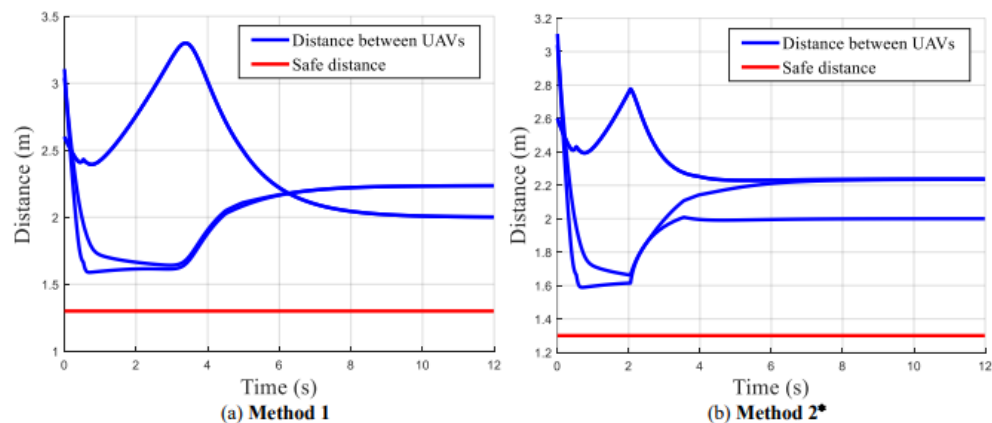 3.5
3
2.5
2
1.5
1
Distance (m)
Distance between UAVs
Safe distance
0 2 4 6 8 10 12
Time (s)
(a) Method 1
3.2
3
2.8
2.6
2.4
2.2
2
1.8
1.6
1.4
1.2
Distance (m)
Distance between UAVs
Safe distance
0 2 4 6 8 10 12
Time (s)
(b) Method 2*